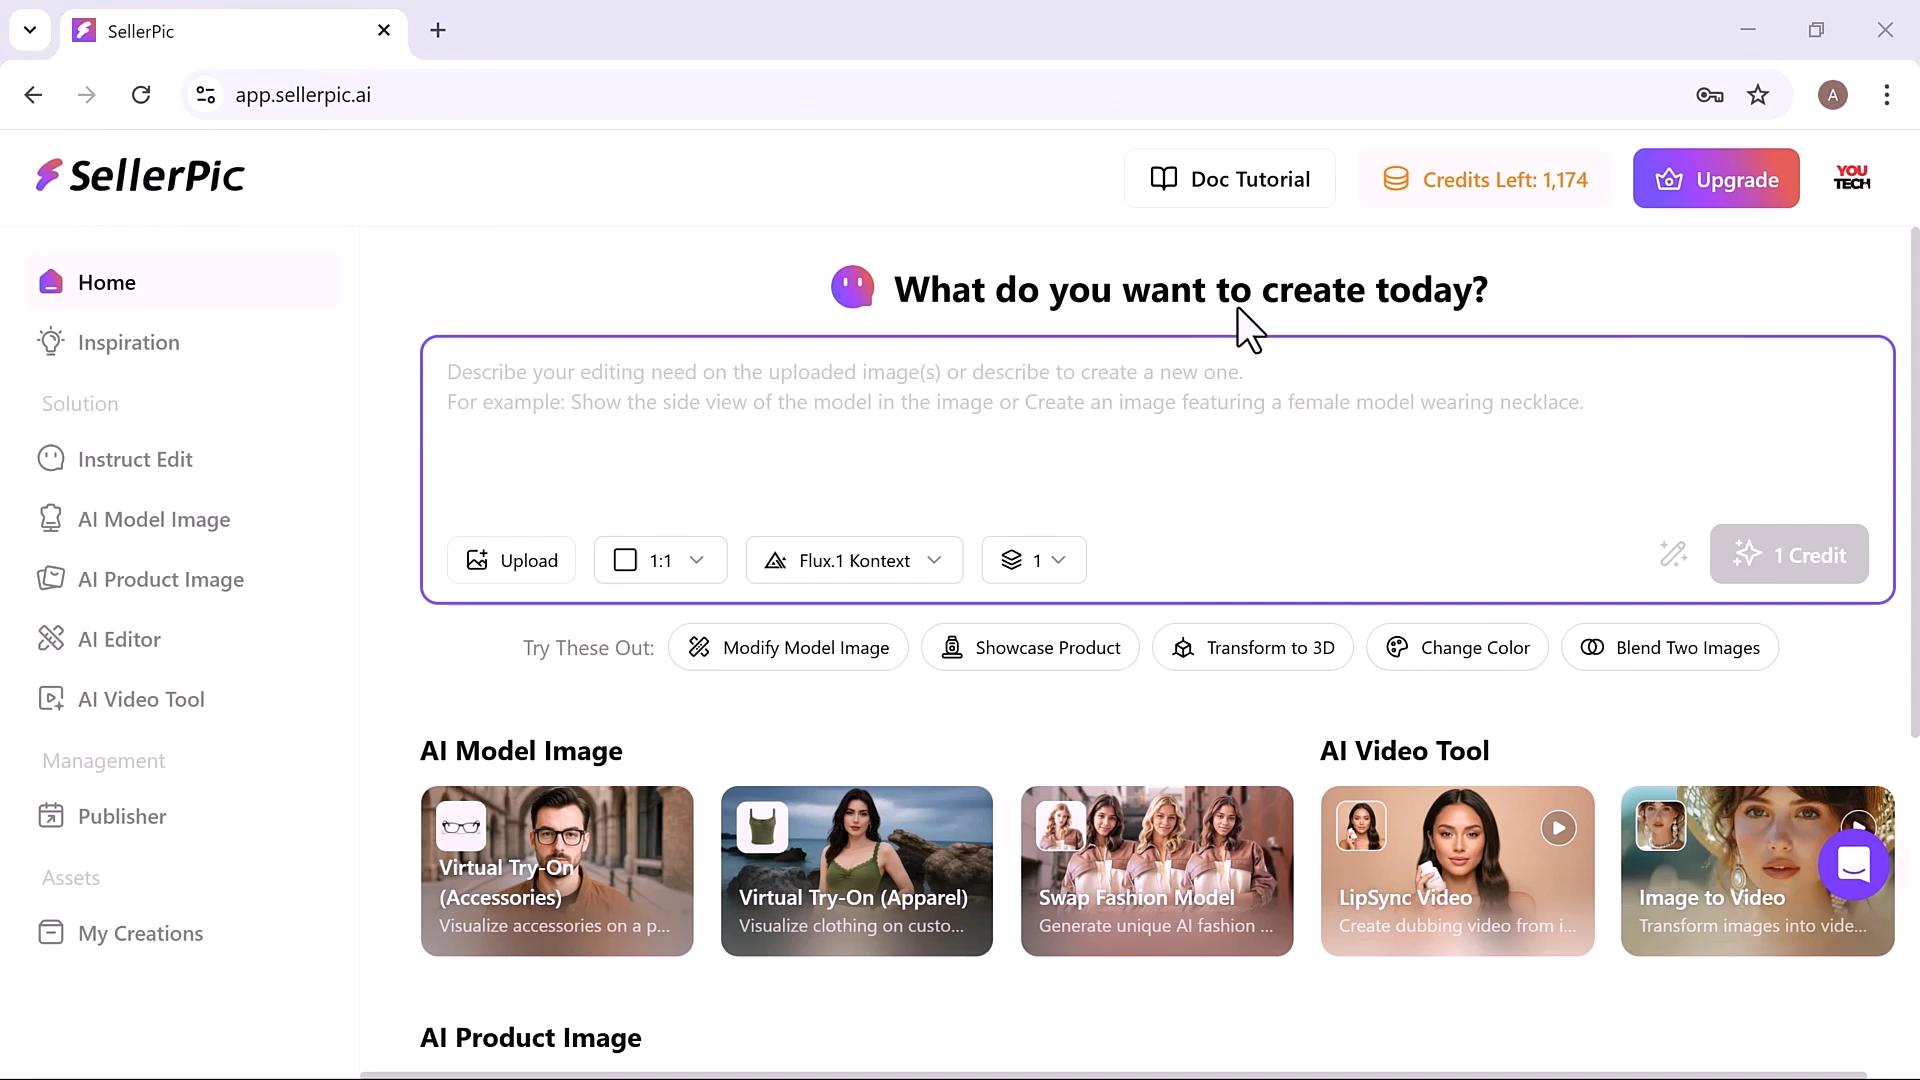 SellerPic
app.sellerpic.ai
A
SellerPic
Doc Tutorial
Credits Left: 1,174
Upgrade
YOU
TECH
Home
Inspiration
Solution
Instruct Edit
AI Model Image
AI Product Image
AI Editor
AI Video Tool
Management
Publisher
Assets
My Creations
What do you want to create today?
Describe your editing need on the uploaded image(s) or describe to create a new one.
For example: Show the side view of the model in the image or Create an image featuring a female model wearing necklace.
Upload
1:1
Flux.1 Kontext
1
1 Credit
Try These Out:
Modify Model Image
Showcase Product
Transform to 3D
Change Color
Blend Two Images
AI Model Image
AI Video Tool
Virtual Try-On
(Accessories)
Visualize accessories on a p...
Virtual Try-On (Apparel)
Visualize clothing on custo...
Swap Fashion Model
Generate unique AI fashion ...
LipSync Video
Create dubbing video from i...
Image to Video
Transform images into vide...
AI Product Image